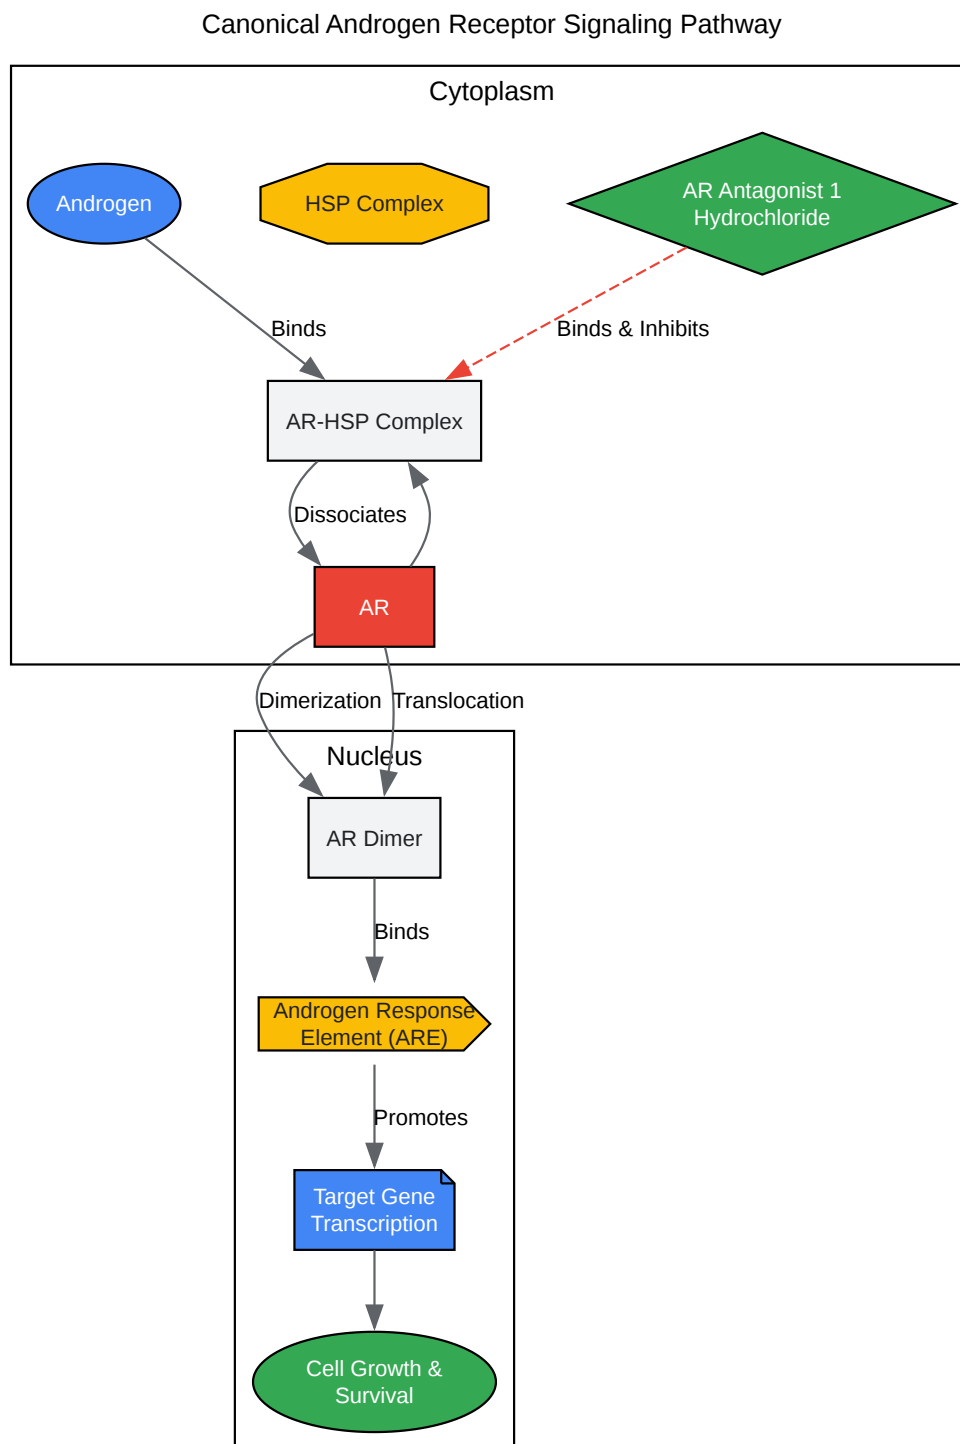 Canonical Androgen Receptor Signaling Pathway
Cytoplasm
Androgen
HSP Complex
AR Antagonist 1
Hydrochloride
Binds
Binds & Inhibits
AR-HSP Complex
Dissociates
AR
Dimerization
Translocation
Nucleus
AR Dimer
Binds
Androgen Response
Element (ARE)
Promotes
Target Gene
Transcription
Cell Growth &
Survival